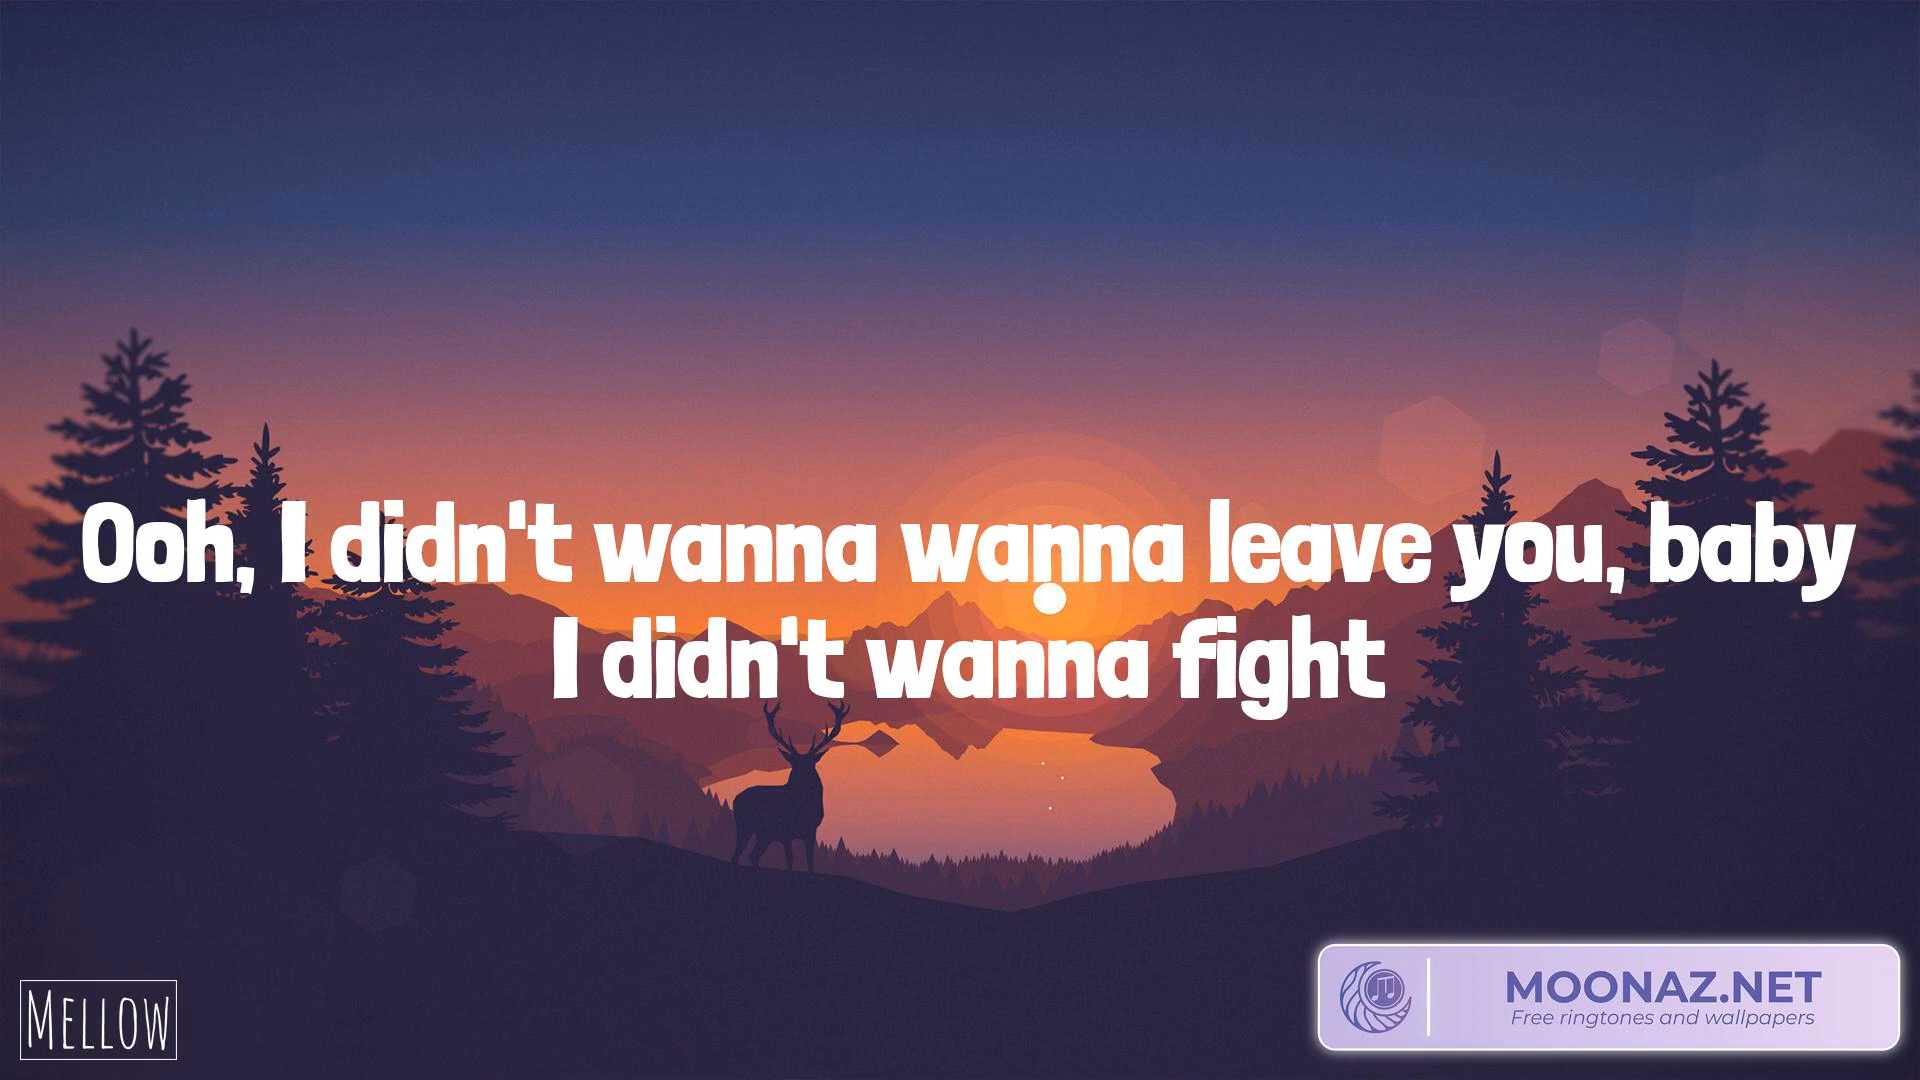 Ooh, I didn't wanna wanna leave you, baby
I didn't wanna fight
MELLOW
MOONAZ.NET
Free ringtones and wallpapers